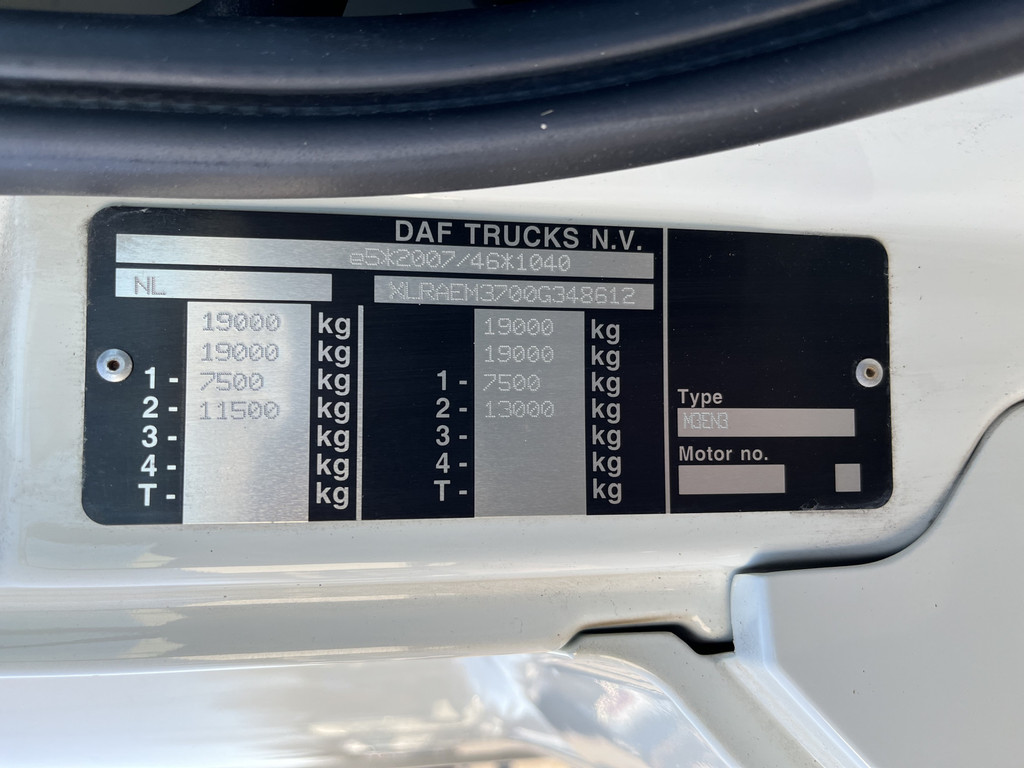 DAF TRUCKS N.V.
e5*2007/46*1040
NL XLRAEM3700G348612
19000 kg 19000 kg
19000 kg 19000 kg
1- 7500 kg 1- 7500 kg
2- 11500 kg 2- 13000 kg
3- kg 3- kg
4- kg 4- kg
T- kg T- kg
Type
M3EN3
Motor no.